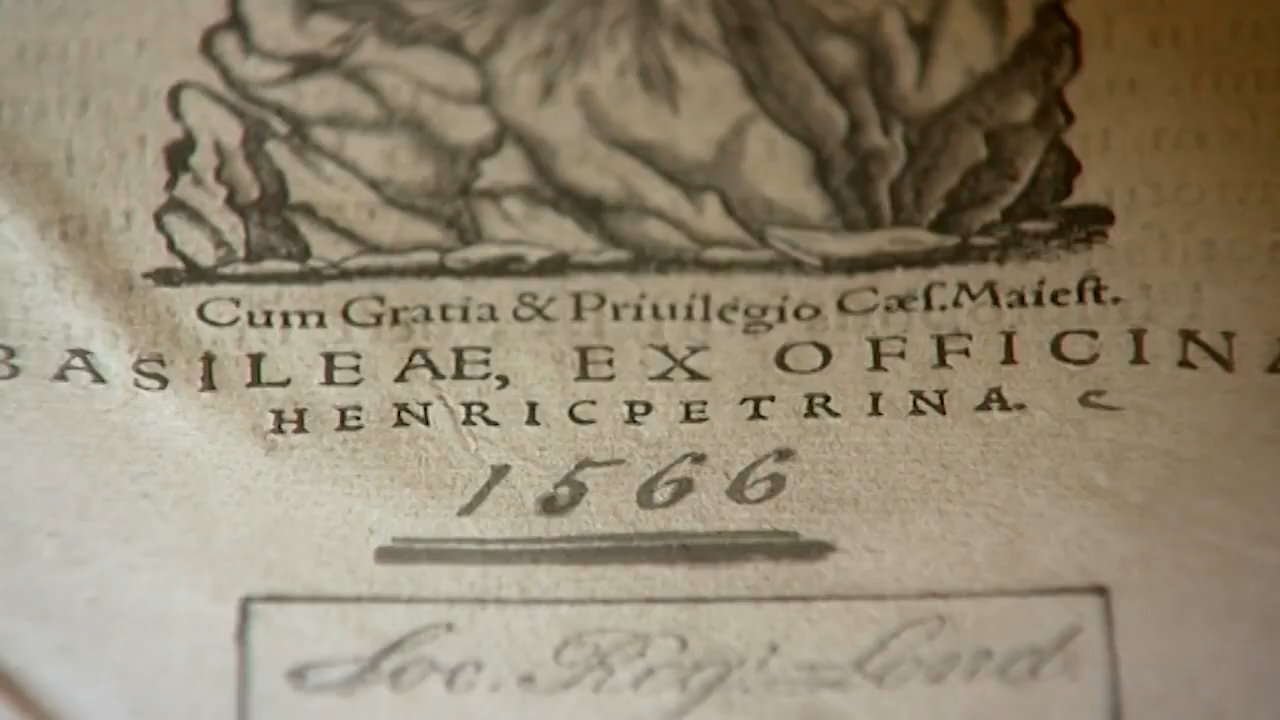 Cum Gratia & Priuilegio Cæſ. Maieſt.
BASILEAE, EX OFFICINA
HENRICPETRINA.
1566
Soc. Reg. Lond